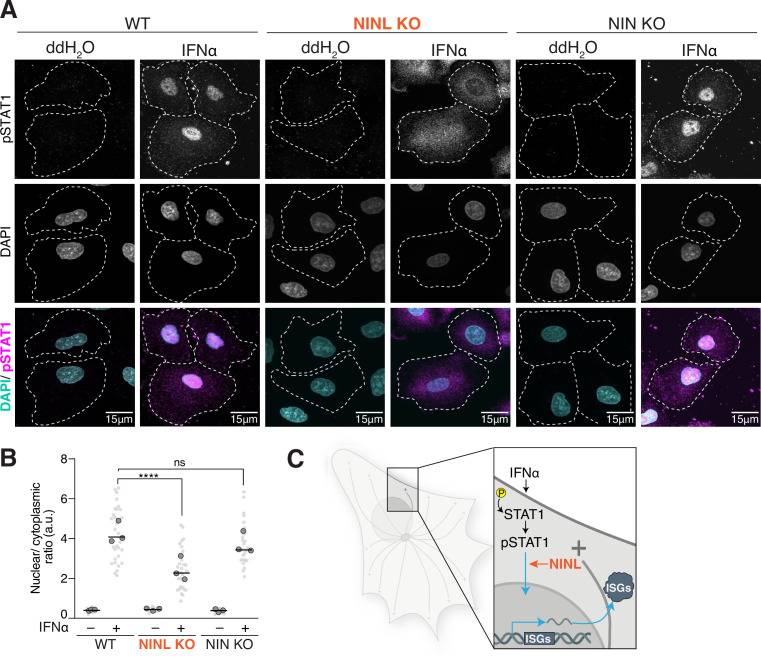 A
WT
NINL KO
NIN KO
ddH₂O
IFNα
ddH₂O
IFNα
ddH₂O
IFNα
pSTAT1
DAPI
DAPI/ pSTAT1
15µm
15µm
15µm
15µm
15µm
15µm
B
Nuclear/ cytoplasmic
ratio (a.u.)
8
6
4
2
0
ns
****
IFNα
– + – + – +
WT
NINL KO
NIN KO
C
IFNα
P
STAT1
pSTAT1
+
NINL
ISGs
ISGs